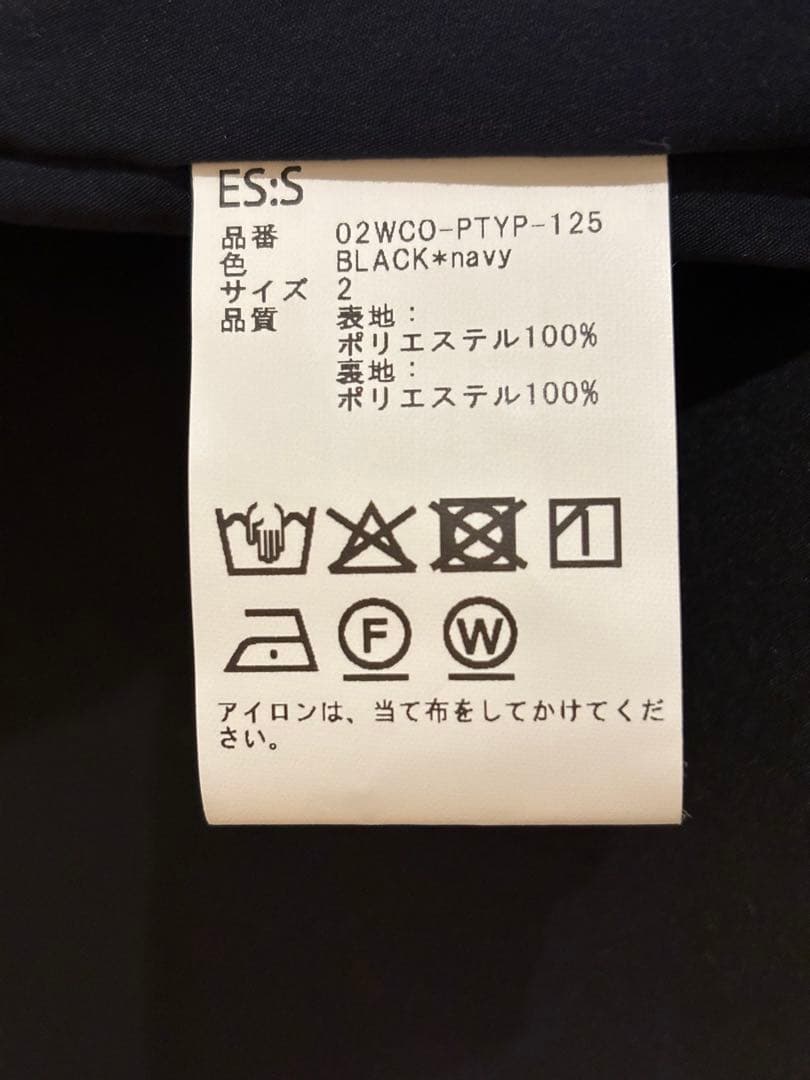 ES:S
品番 02WCO-PTYP-125
色 BLACK*navy
サイズ 2
品質 表地：
ポリエステル100%
裏地：
ポリエステル100%
F W
アイロンは、当て布をしてかけてくだ
さい。